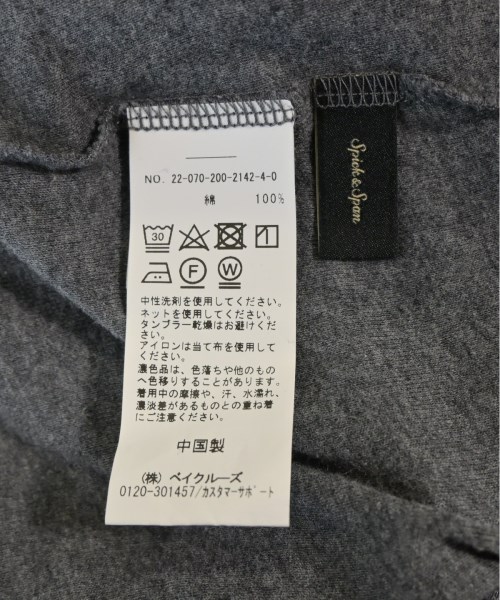 NO. 22-070-200-2142-4-0
綿 100%
30
F W
中性洗剤を使用してください。
ネットを使用してください。
タンブラー乾燥はお避けくだ
さい。
アイロンは当て布を使用して
ください。
濃色品は、色落ちや他のもの
へ色移りすることがあります。
着用中の摩擦や、汗、水濡れ、
濃淡差があるものとの重ね着
にご注意ください。
中国製
(株) ベイクルーズ
0120-301457/カスタマーサポート
Spick & Span